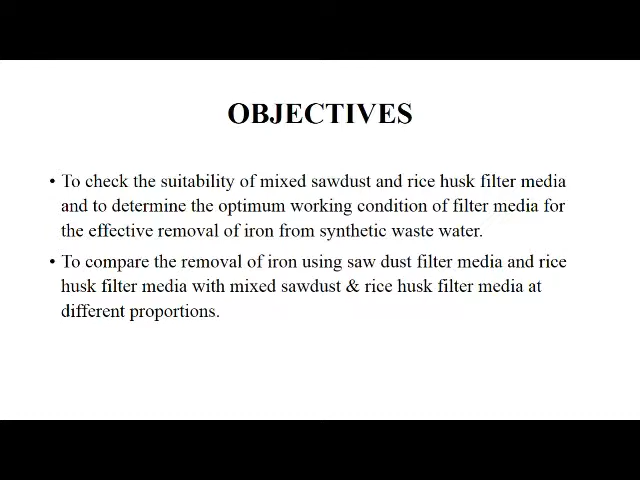 OBJECTIVES
• To check the suitability of mixed sawdust and rice husk filter media
and to determine the optimum working condition of filter media for
the effective removal of iron from synthetic waste water.
• To compare the removal of iron using saw dust filter media and rice
husk filter media with mixed sawdust & rice husk filter media at
different proportions.